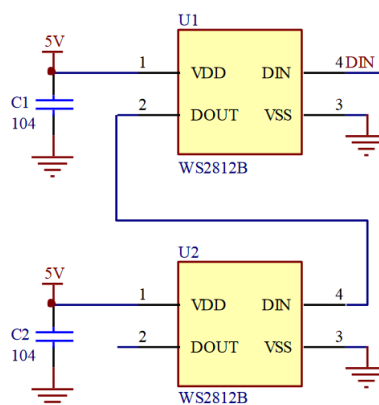 U1
5V
1 VDD DIN 4 DIN
C1
104
2 DOUT VSS 3
WS2812B
U2
5V
1 VDD DIN 4
C2
104
2 DOUT VSS 3
WS2812B